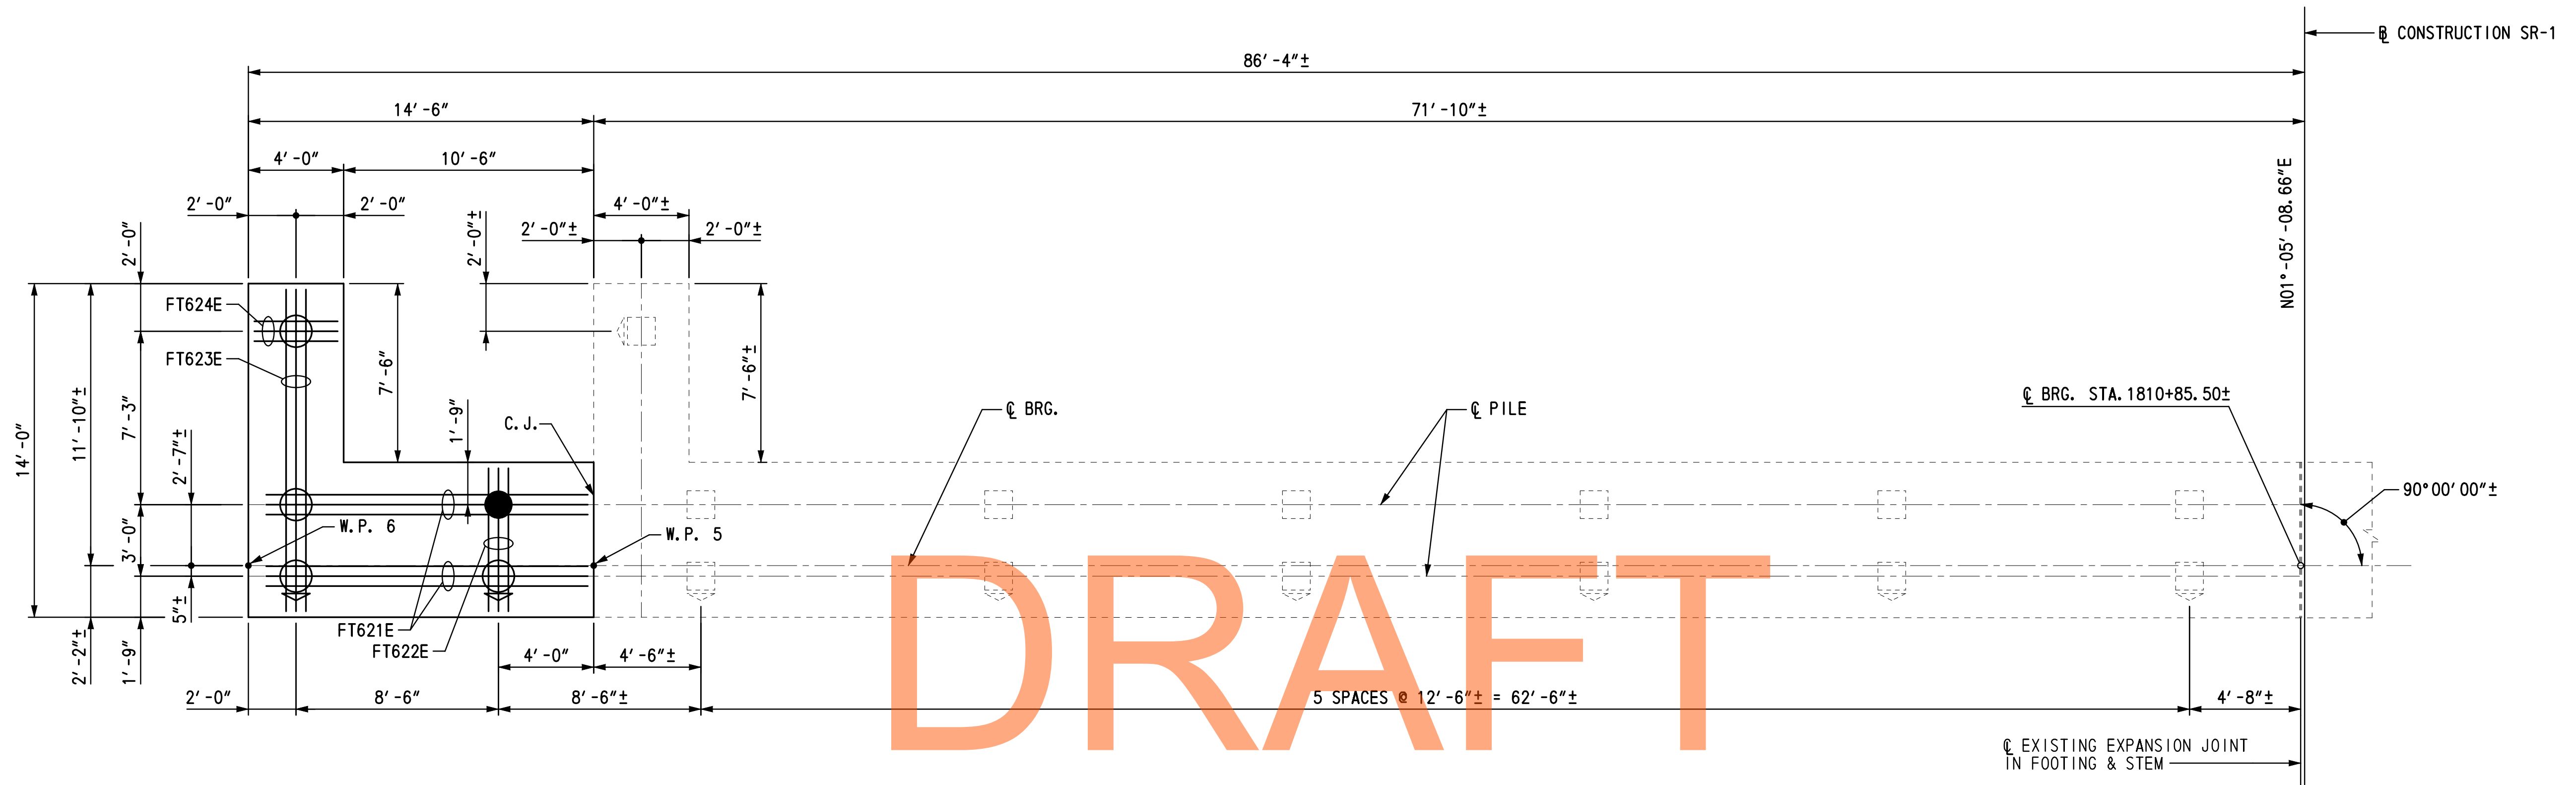 ℄ CONSTRUCTION SR-1
86'-4"±
14'-6"
71'-10"±
4'-0"
10'-6"
2'-0"
2'-0"
4'-0"±
2'-0"±
2'-0"±
2'-0"
2'-0"±
N01°-05'-08.66"E
FT624E
FT623E
14'-0"
11'-10"±
7'-3"
2'-7"±
3'-0"
5"±
2'-2"±
1'-9"
7'-6"
1'-9"
7'-6"±
C.J.
℄ BRG.
℄ PILE
℄ BRG. STA.1810+85.50±
90°00'00"±
W.P. 6
W.P. 5
FT621E
FT622E
4'-0"
4'-6"±
2'-0"
8'-6"
8'-6"±
5 SPACES @ 12'-6"± = 62'-6"±
4'-8"±
℄ EXISTING EXPANSION JOINT
IN FOOTING & STEM
DRAFT